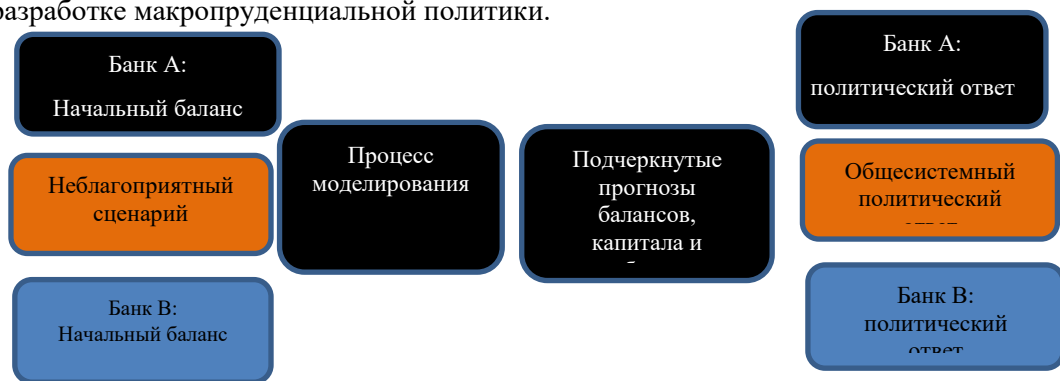 разработке макропруденциальной политики.
Банк А:
Начальный баланс
Неблагоприятный
сценарий
Банк В:
Начальный баланс
Процесс
моделирования
Подчеркнутые
прогнозы
балансов,
капитала и
Банк А:
политический ответ
Общесистемный
политический
Банк В:
политический
ответ